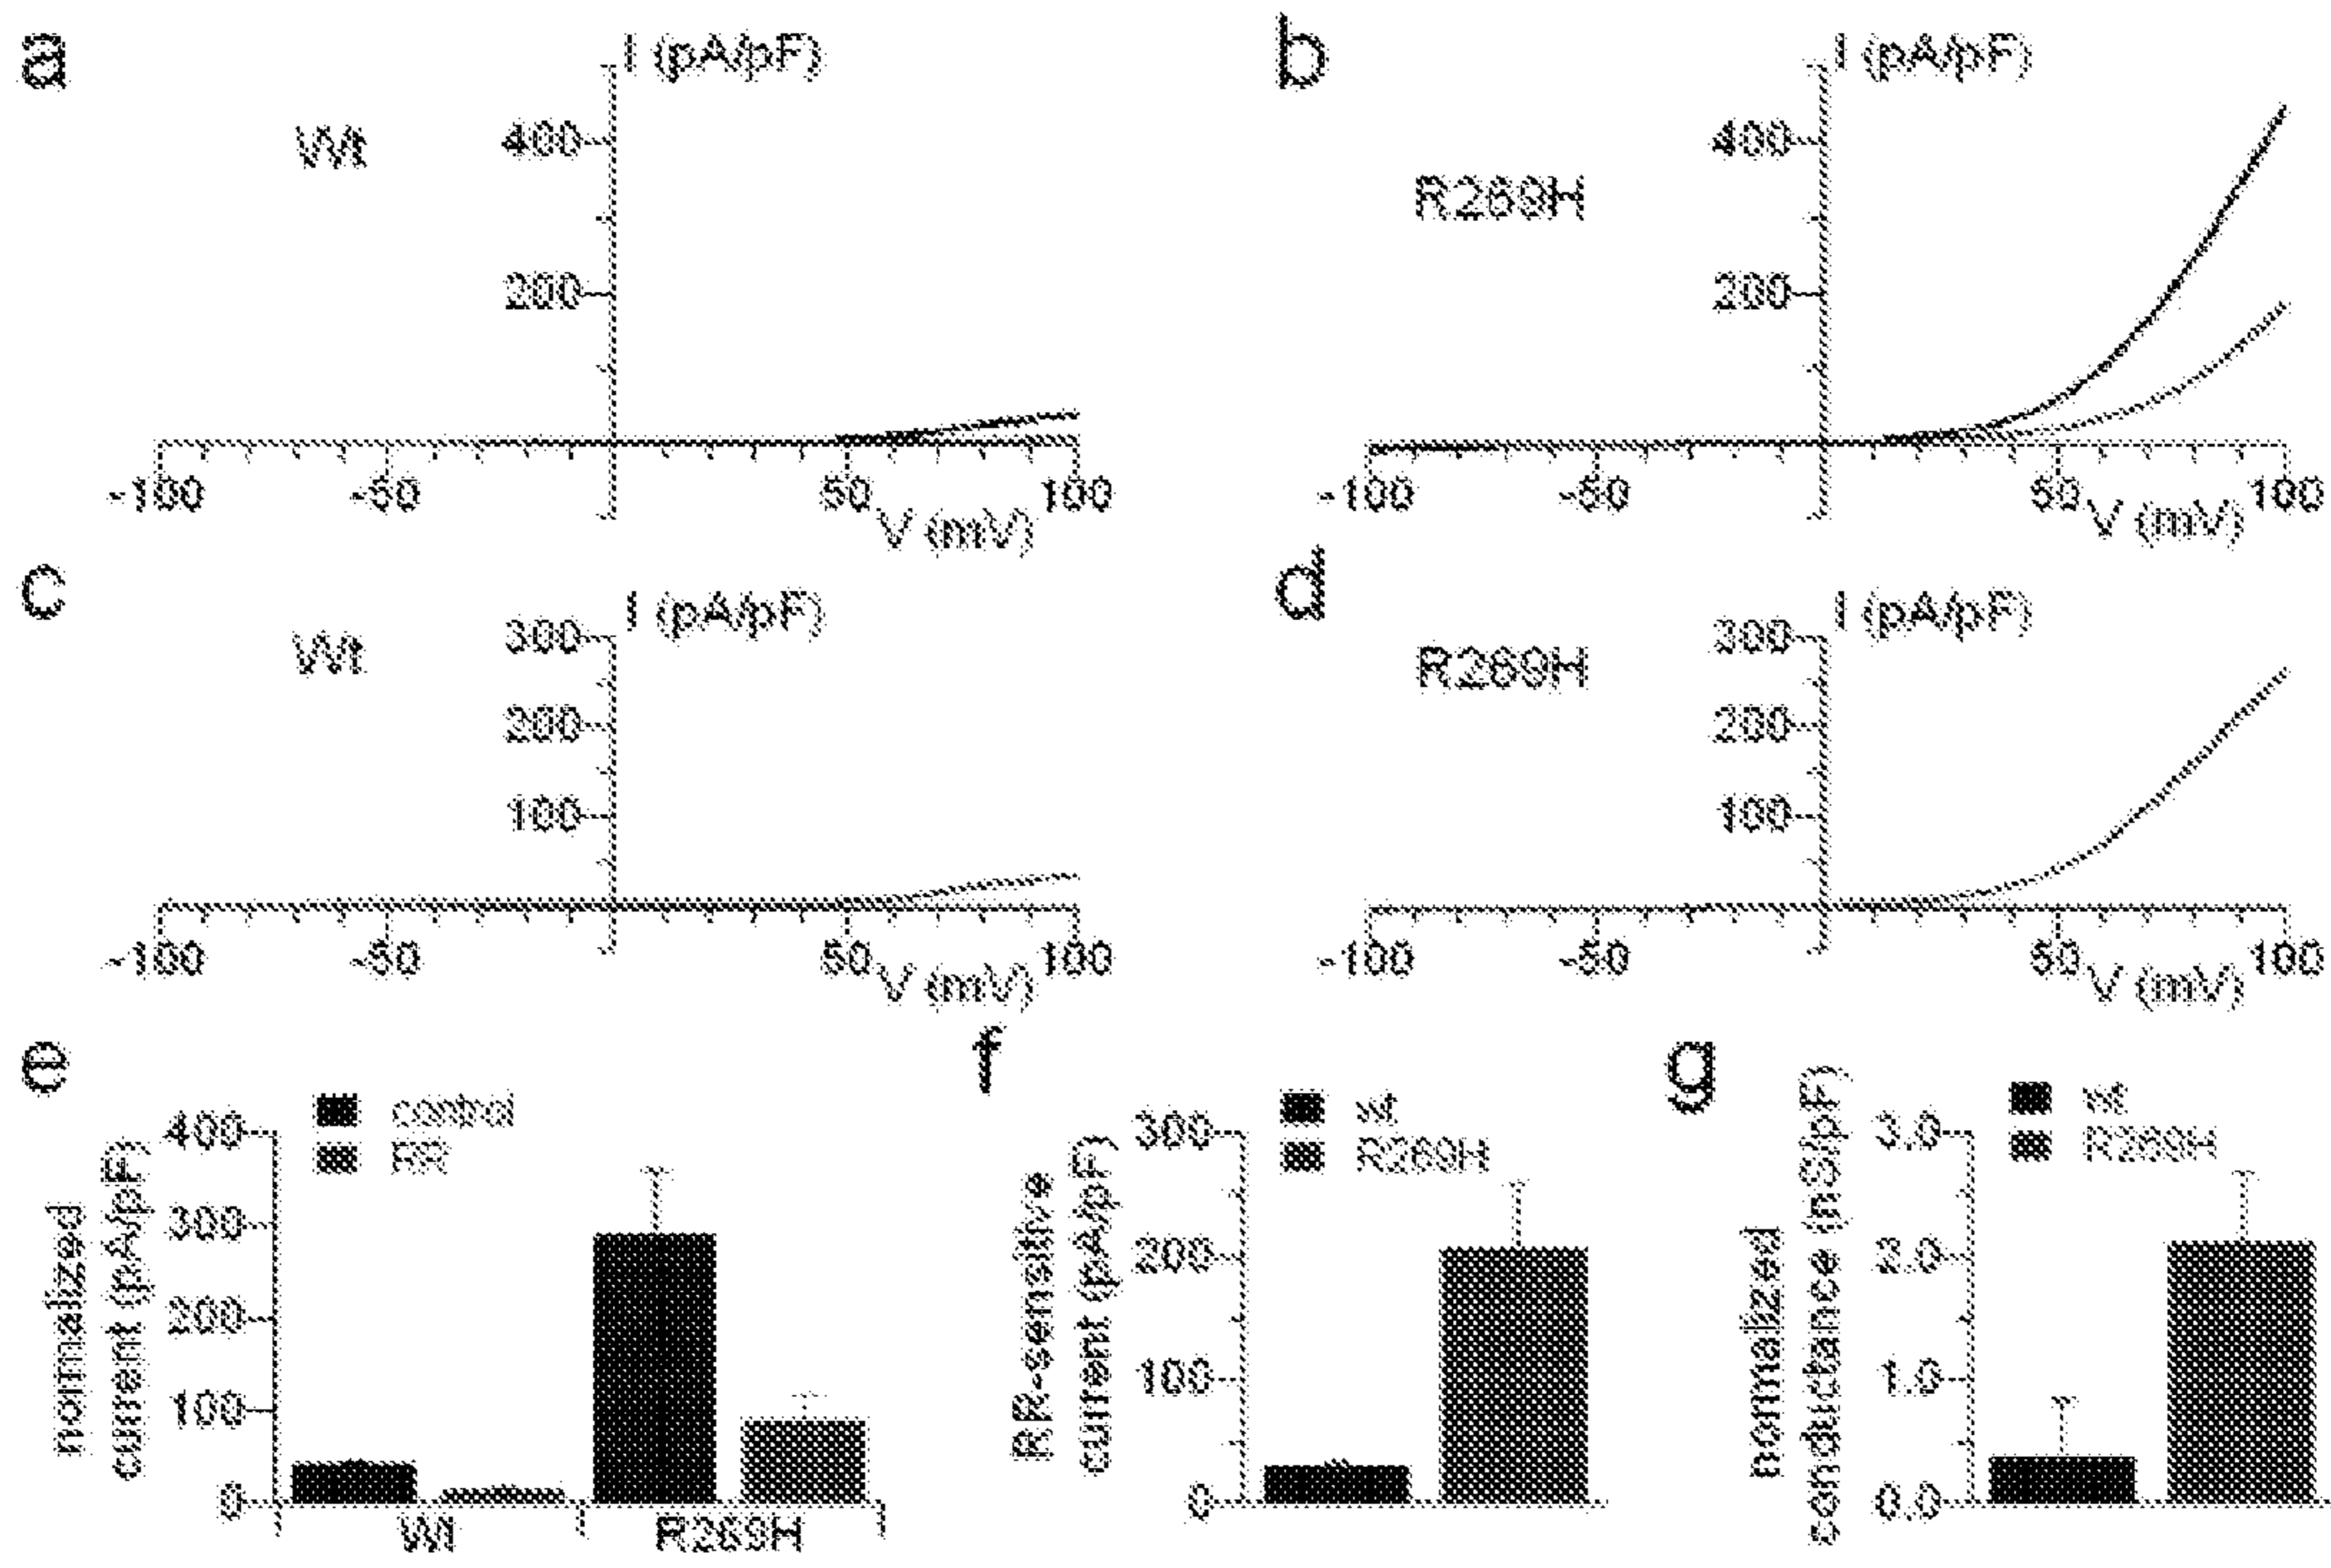 a
I (pA/pF)
Wt
400
200
-100
-50
50
100
V (mV)
b
I (pA/pF)
R269H
400
200
-100
-50
50
100
V (mV)
c
I (pA/pF)
Wt
300
200
100
-100
-50
50
100
V (mV)
d
I (pA/pF)
R269H
300
200
100
-100
-50
50
100
V (mV)
e
normalized
current (pA/pF)
control
RR
400
300
200
100
0
Wt
R269H
f
RR-sensitive
current (pA/pF)
wt
R269H
300
200
100
0
g
normalized
conductance (nS/pF)
wt
R269H
3.0
2.0
1.0
0.0